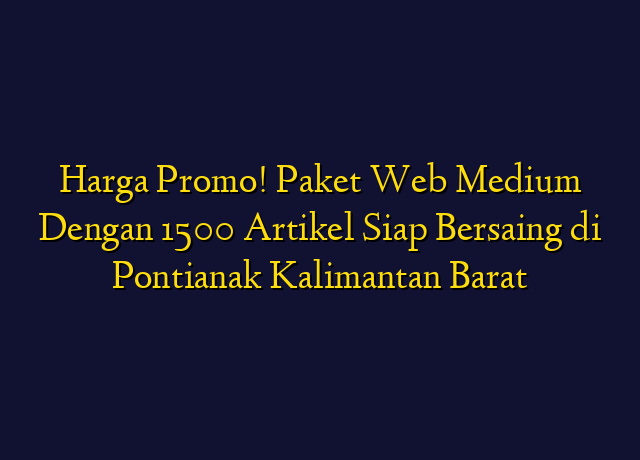 Harga Promo! Paket Web Medium
Dengan 1500 Artikel Siap Bersaing di
Pontianak Kalimantan Barat